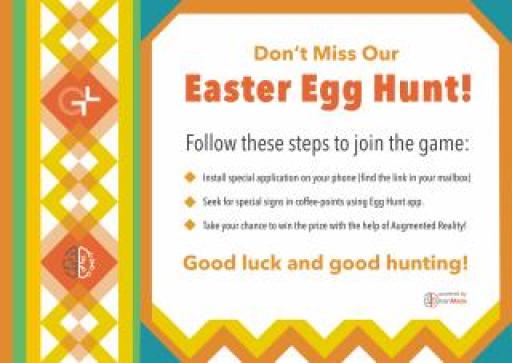 Don't Miss Our
Easter Egg Hunt!
Follow these steps to join the game:
Install special application on your phone (find the link in your mailbox)
Seek for special signs in coffee-points using Egg Hunt app.
Take your chance to win the prize with the help of Augmented Reality!
Good luck and good hunting!
powered by